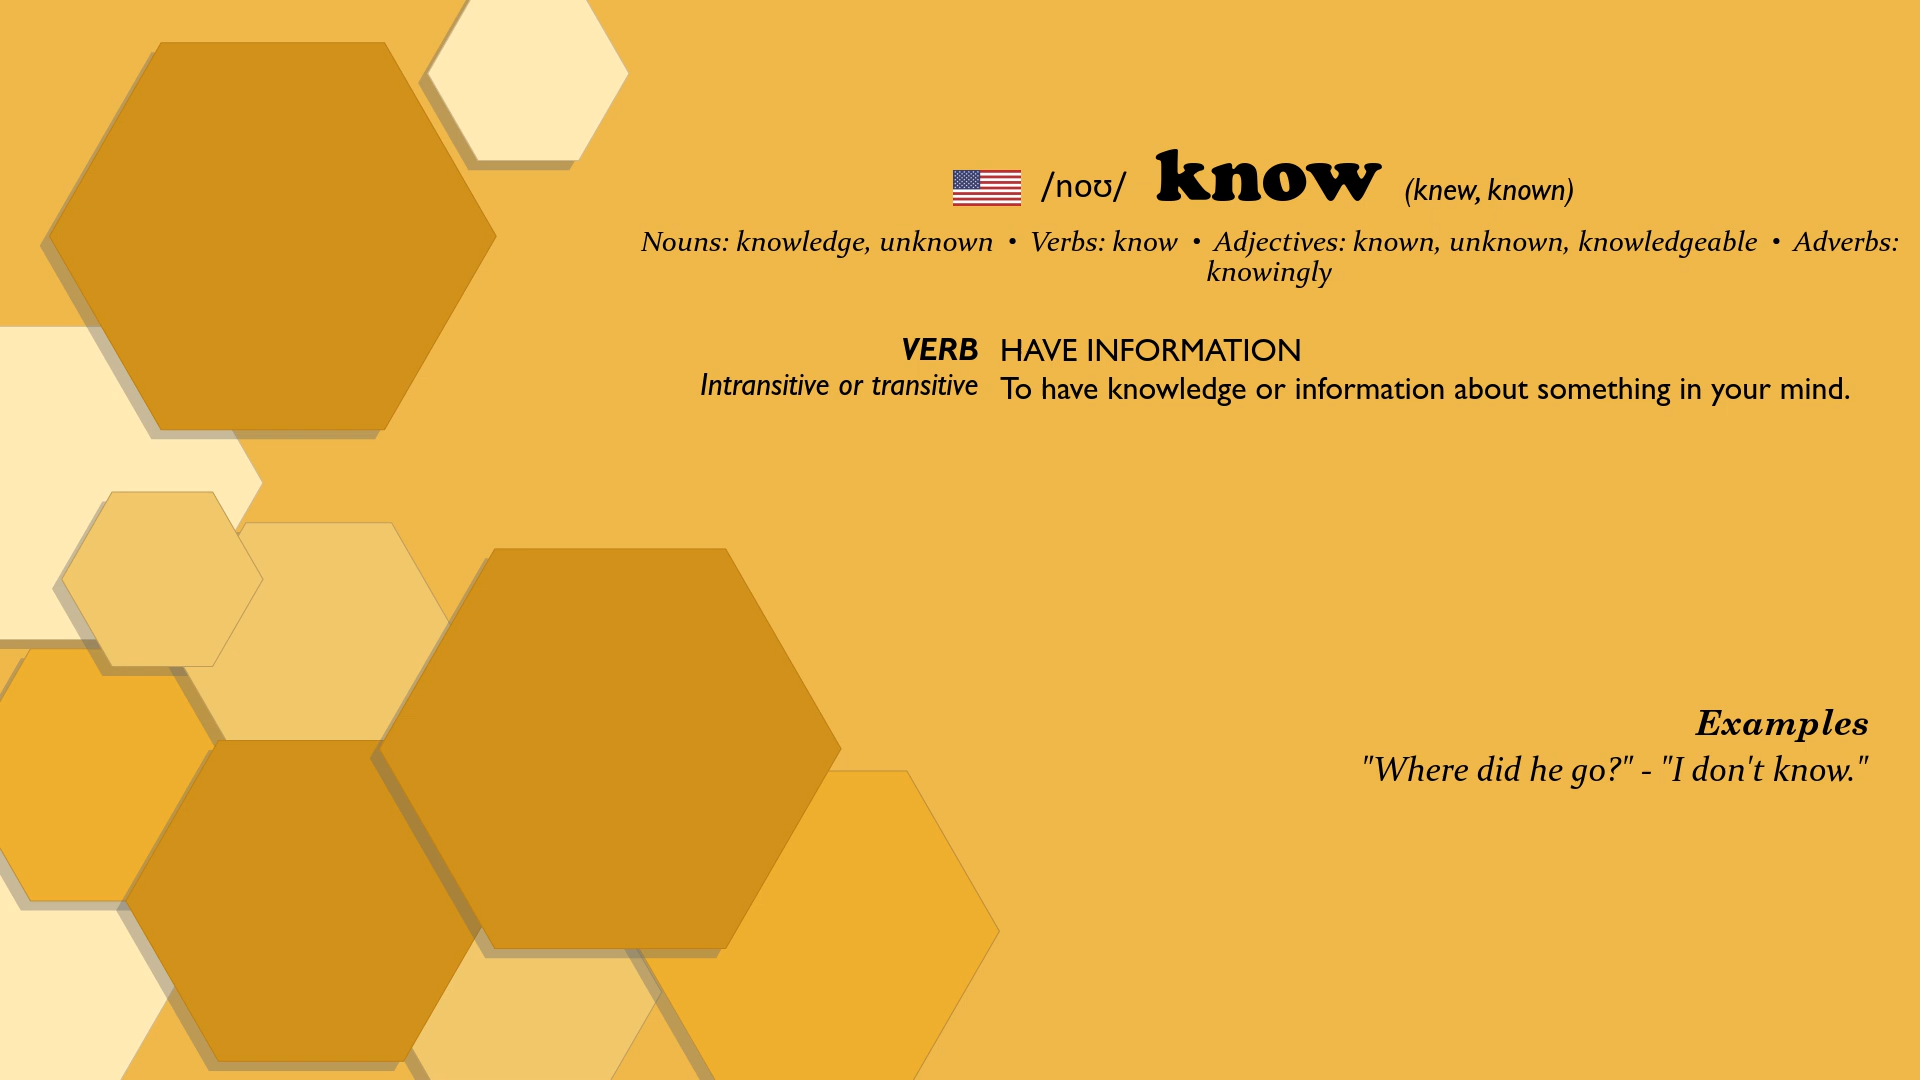 /noʊ/ know (knew, known)
Nouns: knowledge, unknown • Verbs: know • Adjectives: known, unknown, knowledgeable • Adverbs:
knowingly
VERB HAVE INFORMATION
Intransitive or transitive To have knowledge or information about something in your mind.
Examples
"Where did he go?" - "I don't know."